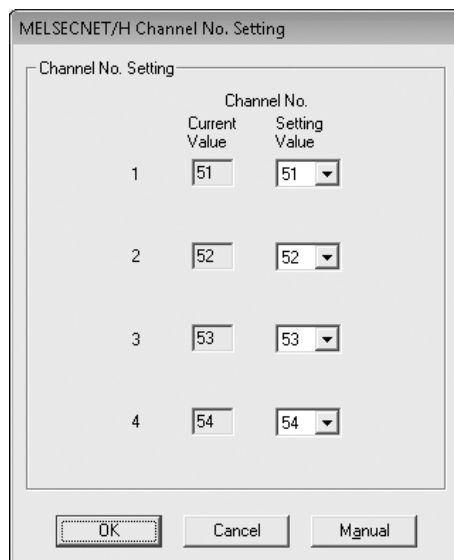 MELSECNET/H Channel No. Setting
Channel No. Setting
Channel No.
Current Setting
Value Value
1 51 51
2 52 52
3 53 53
4 54 54
OK Cancel Manual